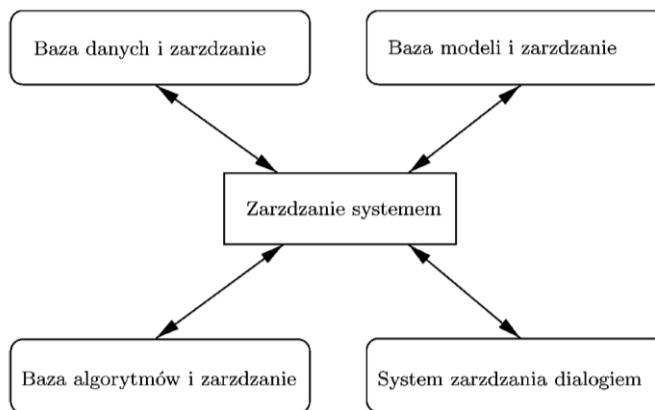 Baza danych i zarzdzanie
Baza modeli i zarzdzanie
Zarzdzanie systemem
Baza algorytmów i zarzdzanie
System zarzdzania dialogiem